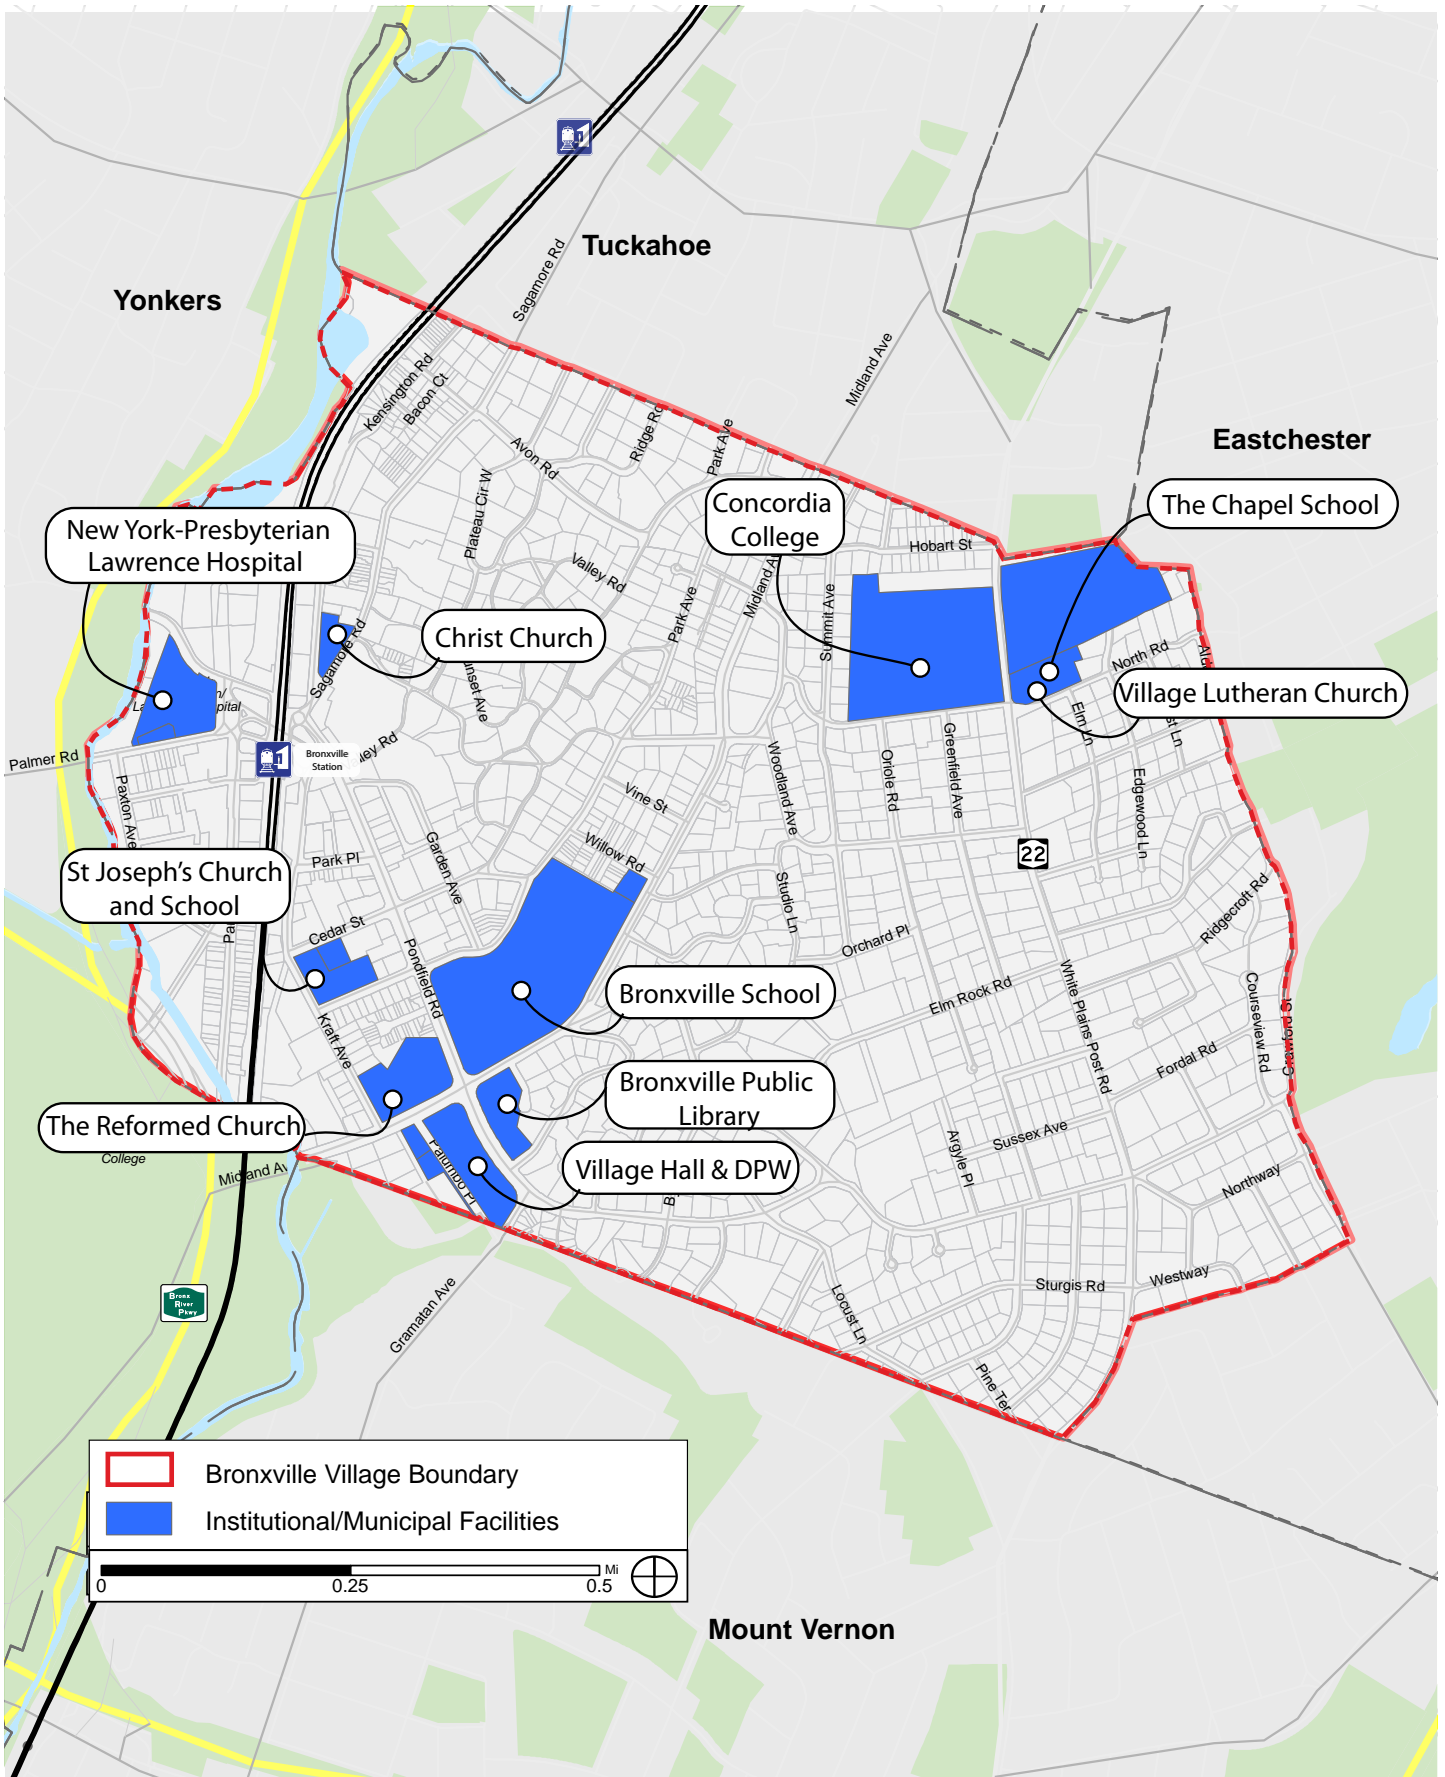 Tuckahoe
Yonkers
Eastchester
Sagamore Rd
Midland Ave
Kensington Rd
Bacon Ct
Avon Rd
Ridge Rd
Park Ave
Plateau Cir W
Concordia
College
The Chapel School
New York-Presbyterian
Lawrence Hospital
Hobart St
Valley Rd
Park Ave
Summit Ave
Christ Church
Sagamore Rd
North Rd
Village Lutheran Church
Elm Ln
Palmer Rd
Bronxville
Station
Paxton Ave
Vine St
Woodland Ave
Oriole Rd
Greenfield Ave
Edgewood Ln
Willow Rd
22
Park Pl
Garden Ave
St Joseph's Church
and School
Studio Ln
Ridgecroft Rd
Cedar St
Orchard Pl
Pondfield Rd
Bronxville School
Elm Rock Rd
White Plains Post Rd
Courseview Rd
Kraft Ave
Fordal Rd
Bronxville Public
Library
The Reformed Church
College
Sussex Ave
Argyle Pl
Palumbo Pl
Village Hall & DPW
Northway
Westway
Sturgis Rd
Bronx
River
Pkwy
Gramatan Ave
Locust Ln
Pine Ter
Bronxville Village Boundary
Institutional/Municipal Facilities
Mi
0 0.25 0.5
Mount Vernon